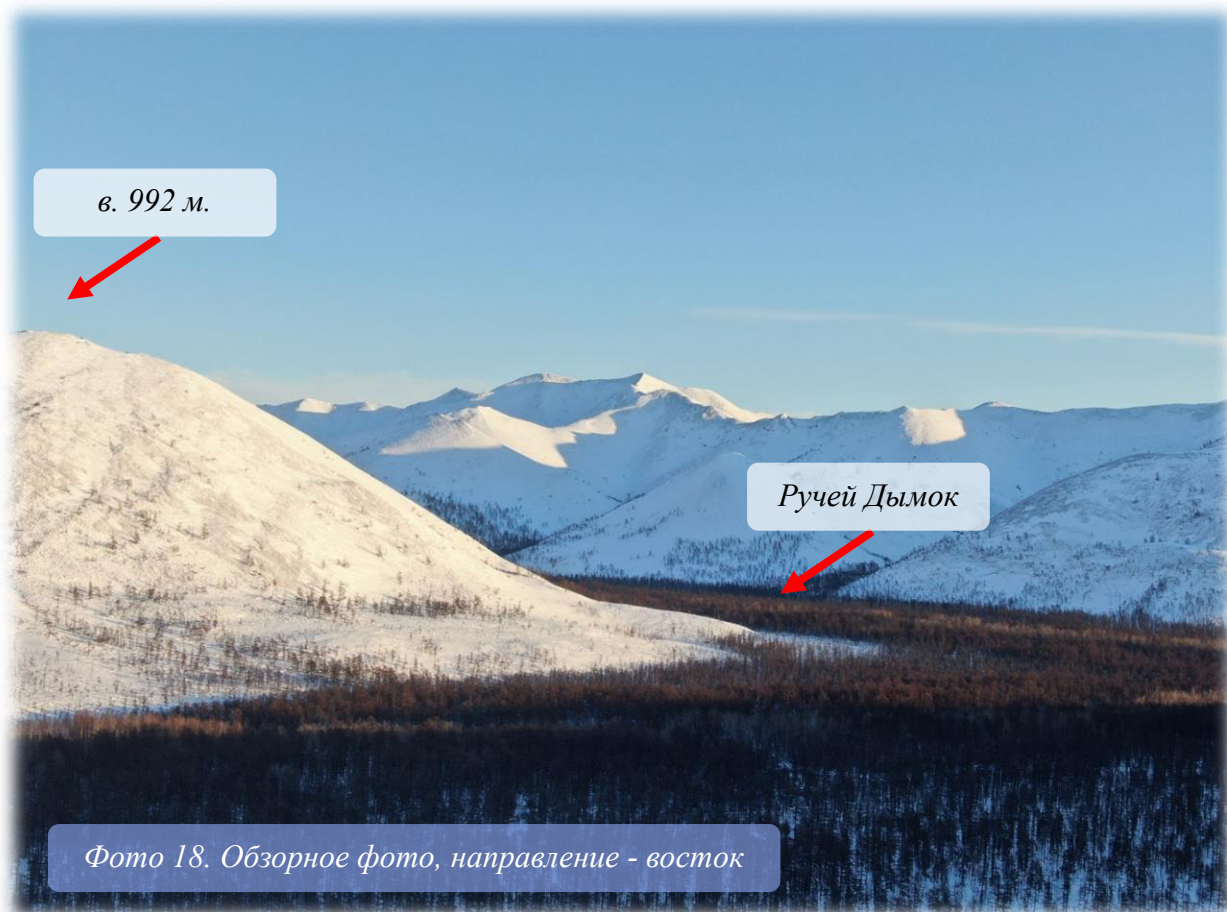 в. 992 м.
Ручей Дымок
Фото 18. Обзорное фото, направление - восток